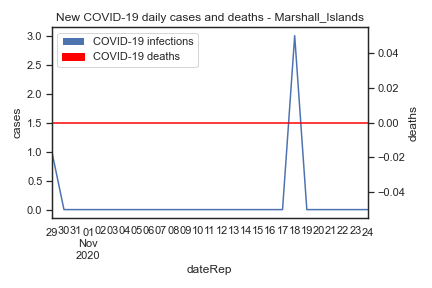 New COVID-19 daily cases and deaths - Marshall_Islands
COVID-19 infections
COVID-19 deaths
3.0
2.5
2.0
1.5
1.0
0.5
0.0
cases
0.04
0.02
0.00
−0.02
−0.04
deaths
29 30 31 01 02 03 04 05 06 07 08 09 10 11 12 13 14 15 16 17 18 19 20 21 22 23 24
Nov
2020
dateRep